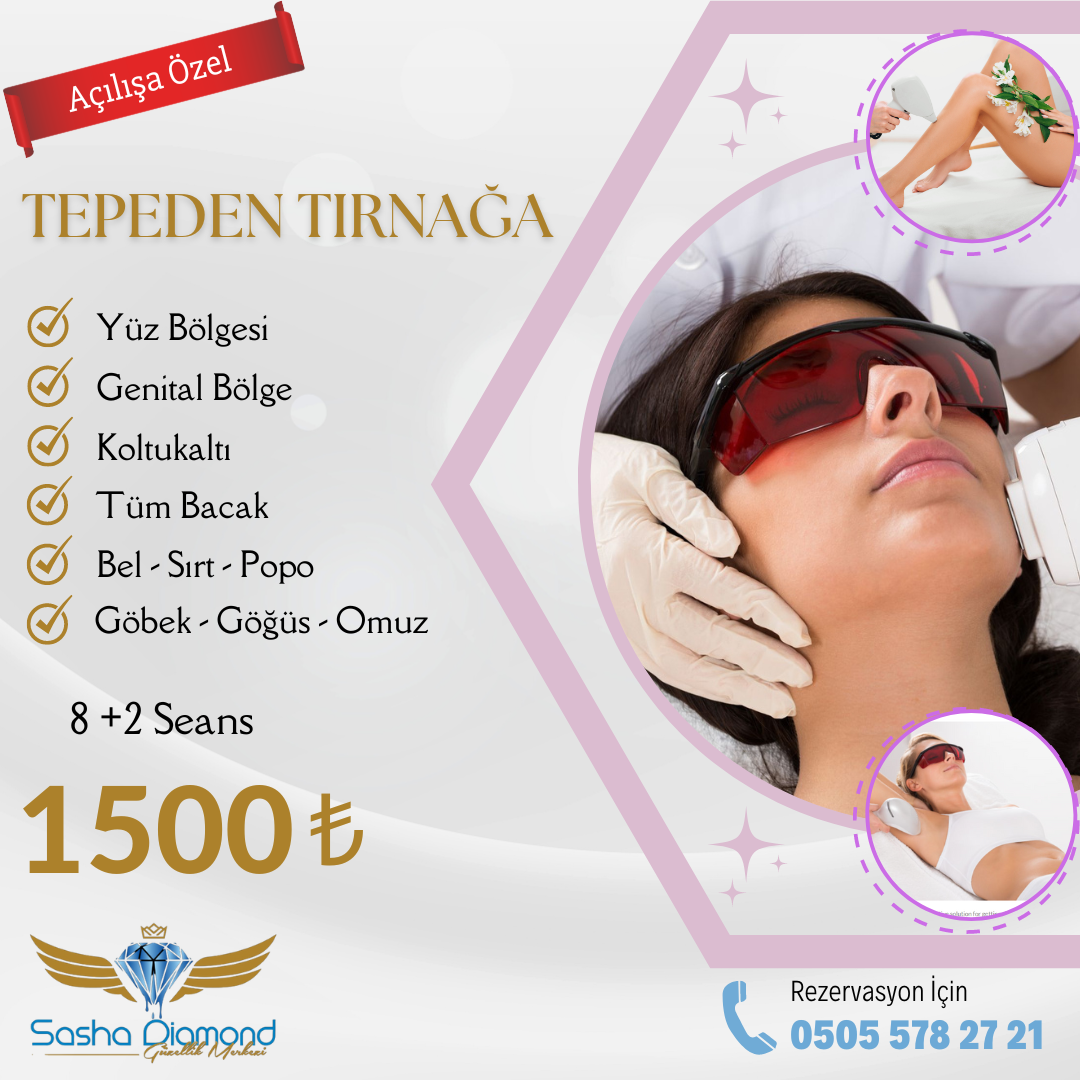 Açılışa Özel
TEPEDEN TIRNAĞA
Yüz Bölgesi
Genital Bölge
Koltukaltı
Tüm Bacak
Bel - Sırt - Popo
Göbek - Göğüs - Omuz
8 +2 Seans
1500 ₺
Sasha Diamond
Güzellik Merkezi
Rezervasyon İçin
0505 578 27 21